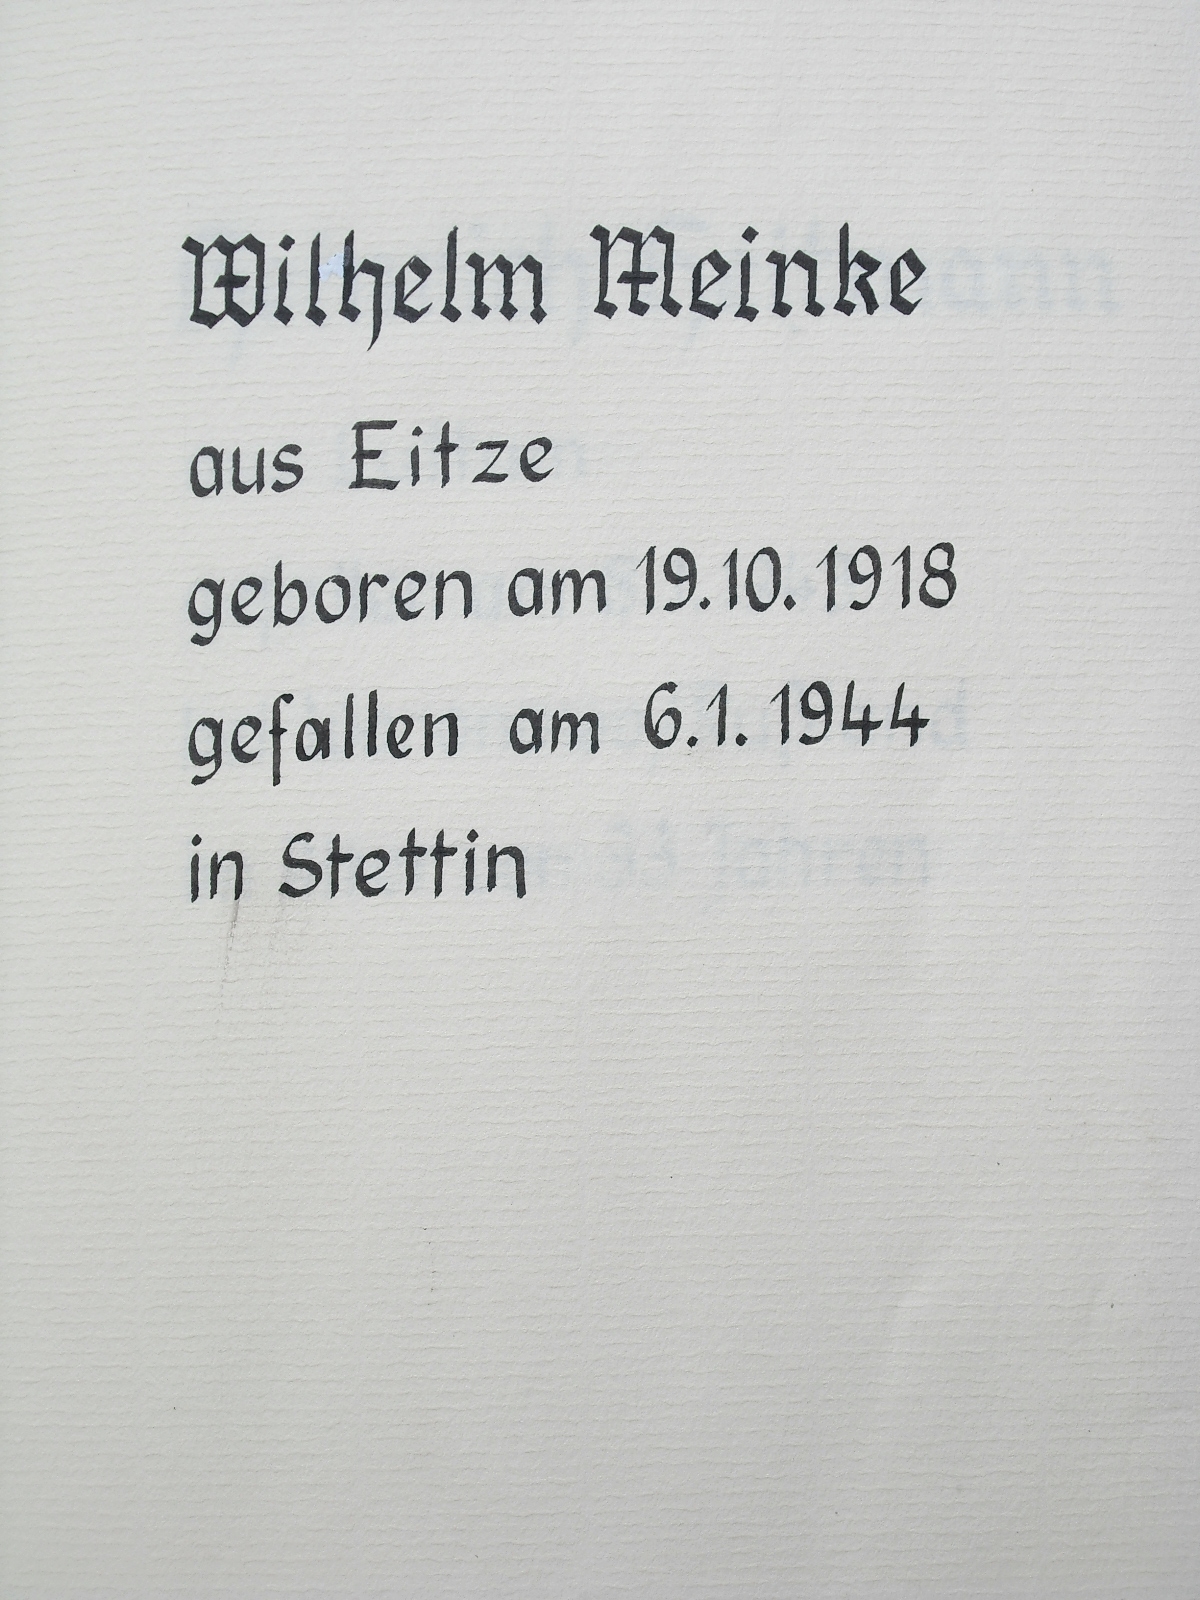 Wilhelm Meinke
aus Eitze
geboren am 19.10.1918
gefallen am 6.1.1944
in Stettin